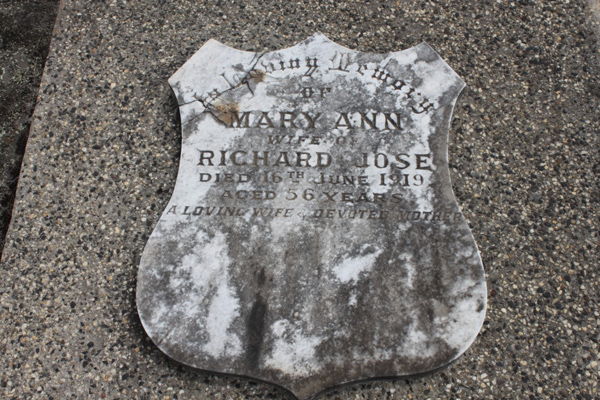 In Loving Memory
OF
MARY ANN
WIFE OF
RICHARD JOSE
DIED 16TH JUNE 1919
AGED 56 YEARS
A LOVING WIFE & DEVOTED MOTHER